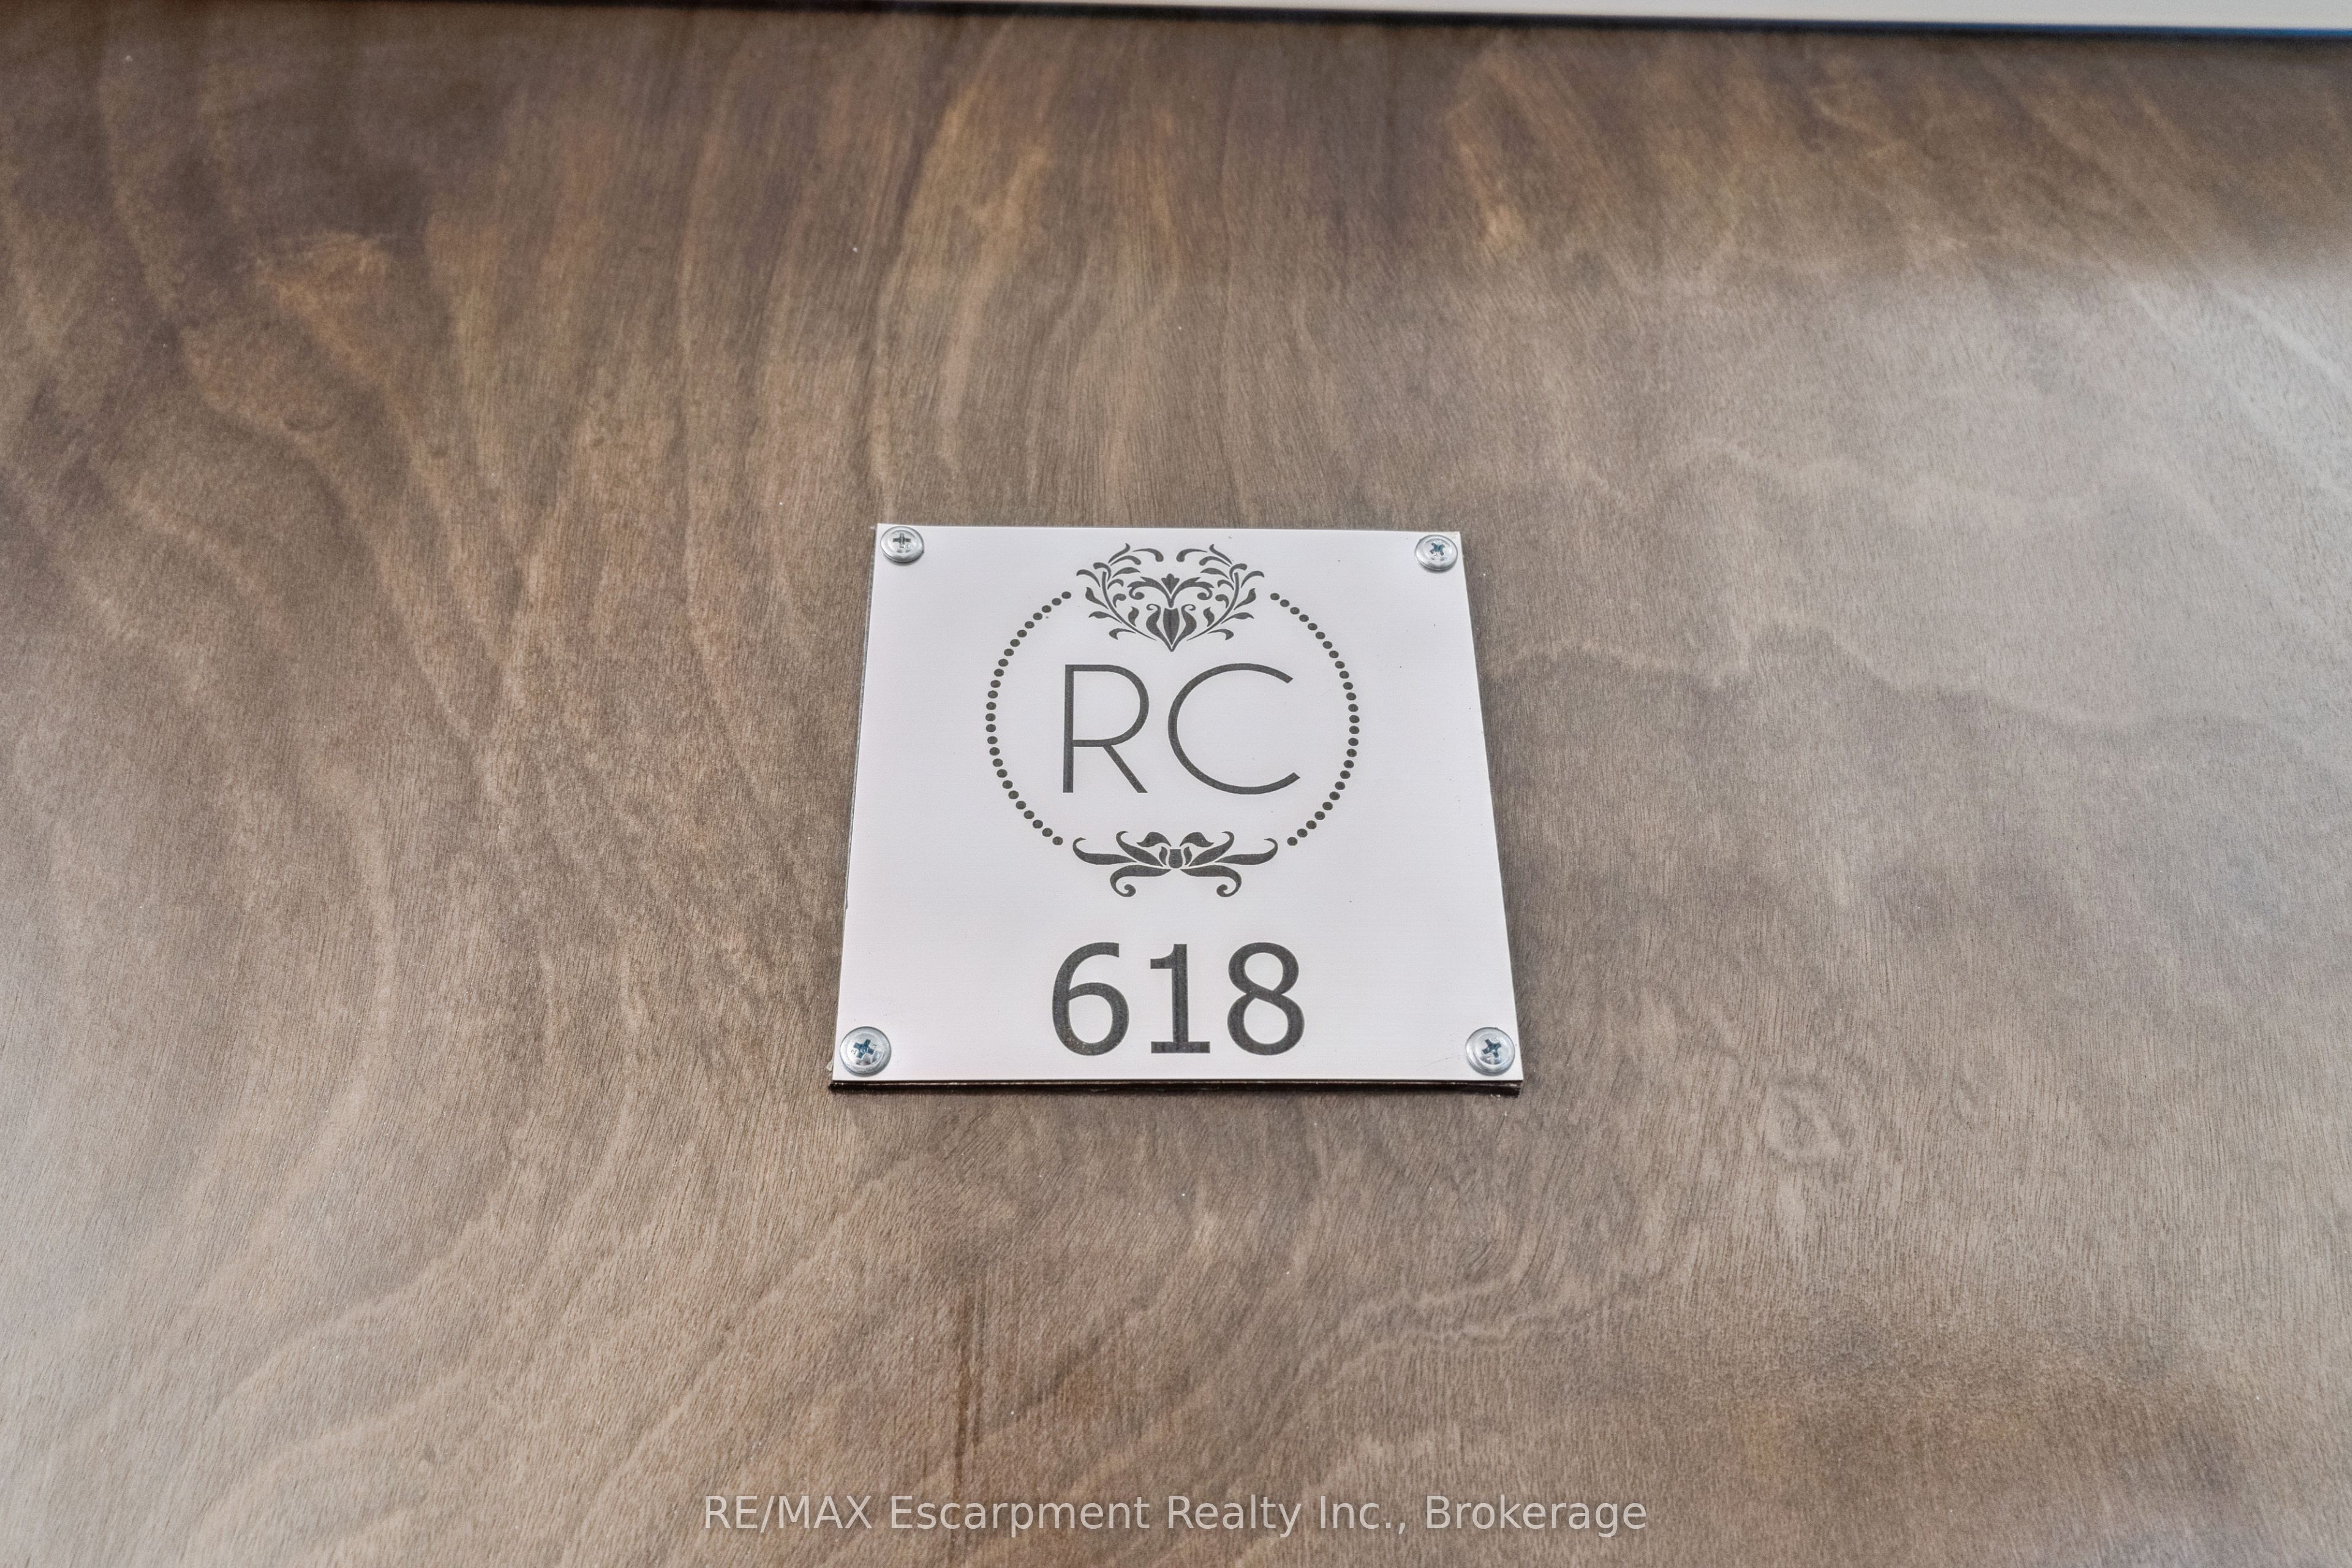 RC
618
RE/MAX Escarpment Realty Inc., Brokerage